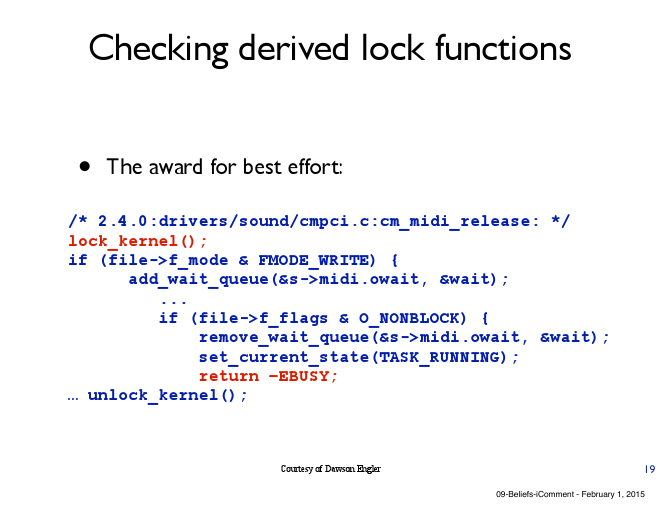 Checking derived lock functions
• The award for best effort:
/* 2.4.0:drivers/sound/cmpci.c:cm_midi_release: */
lock_kernel();
if (file->f_mode & FMODE_WRITE) {
add_wait_queue(&s->midi.owait, &wait);
...
if (file->f_flags & O_NONBLOCK) {
remove_wait_queue(&s->midi.owait, &wait);
set_current_state(TASK_RUNNING);
return –EBUSY;
… unlock_kernel();
Courtesy of Dawson Engler
19
09-Beliefs-iComment - February 1, 2015